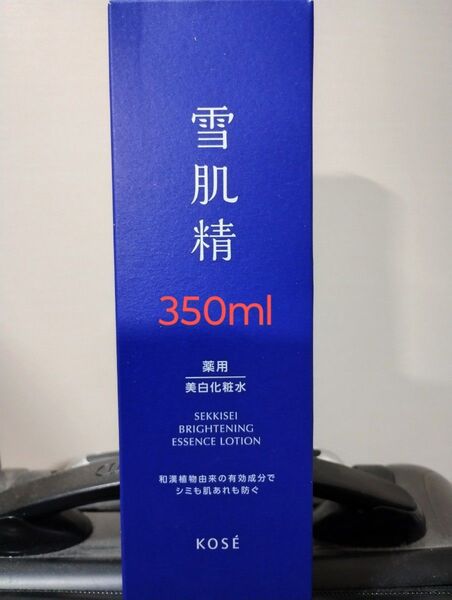 雪肌精
350ml
薬用
美白化粧水
SEKKISEI
BRIGHTENING
ESSENCE LOTION
和漢植物由来の有効成分で
シミも肌あれも防ぐ
KOSÉ